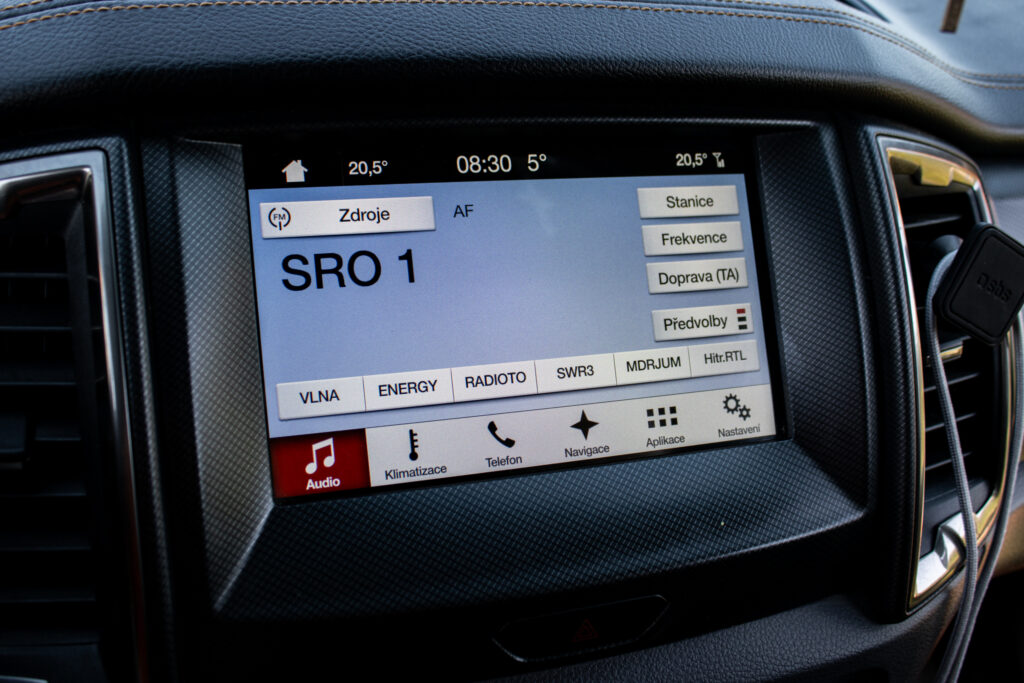 20,5° 08:30 5° 20,5°
FM Zdroje AF
SRO 1
Stanice
Frekvence
Doprava (TA)
Předvolby
VLNA ENERGY RADIOTO SWR3 MDRJUM Hitr.RTL
Audio Klimatizace Telefon Navigace Aplikace Nastavení